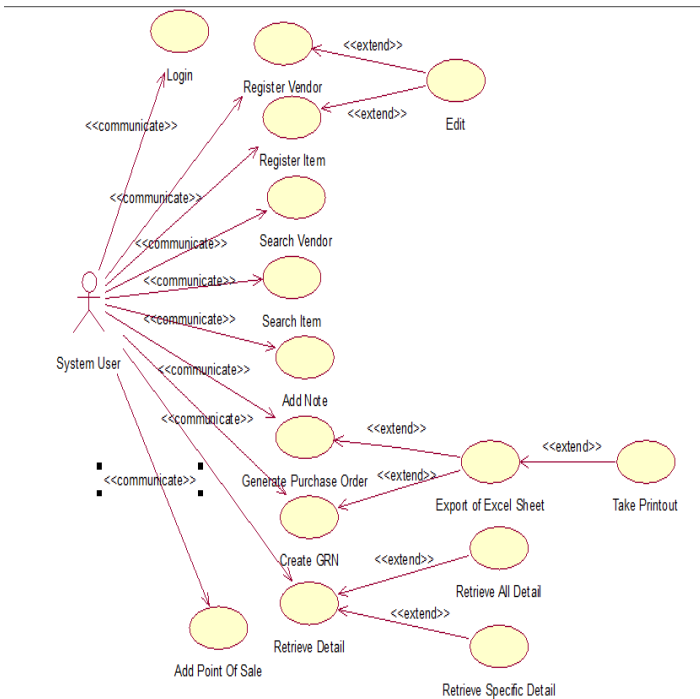 <<extend>>
Login
Register Vendor
<<extend>>
Edit
<<communicate>>
Register Item
<<communicate>>
Search Vendor
<<communicate>>
<<communicate>>
Search Item
<<communicate>>
System User
Add Note
<<communicate>>
<<extend>>
<<extend>>
<<communicate>>
Generate Purchase Order
<<extend>>
Export of Excel Sheet
Take Printout
Create GRN
<<extend>>
Retrieve All Detail
<<extend>>
Retrieve Detail
Add Point Of Sale
Retrieve Specific Detail